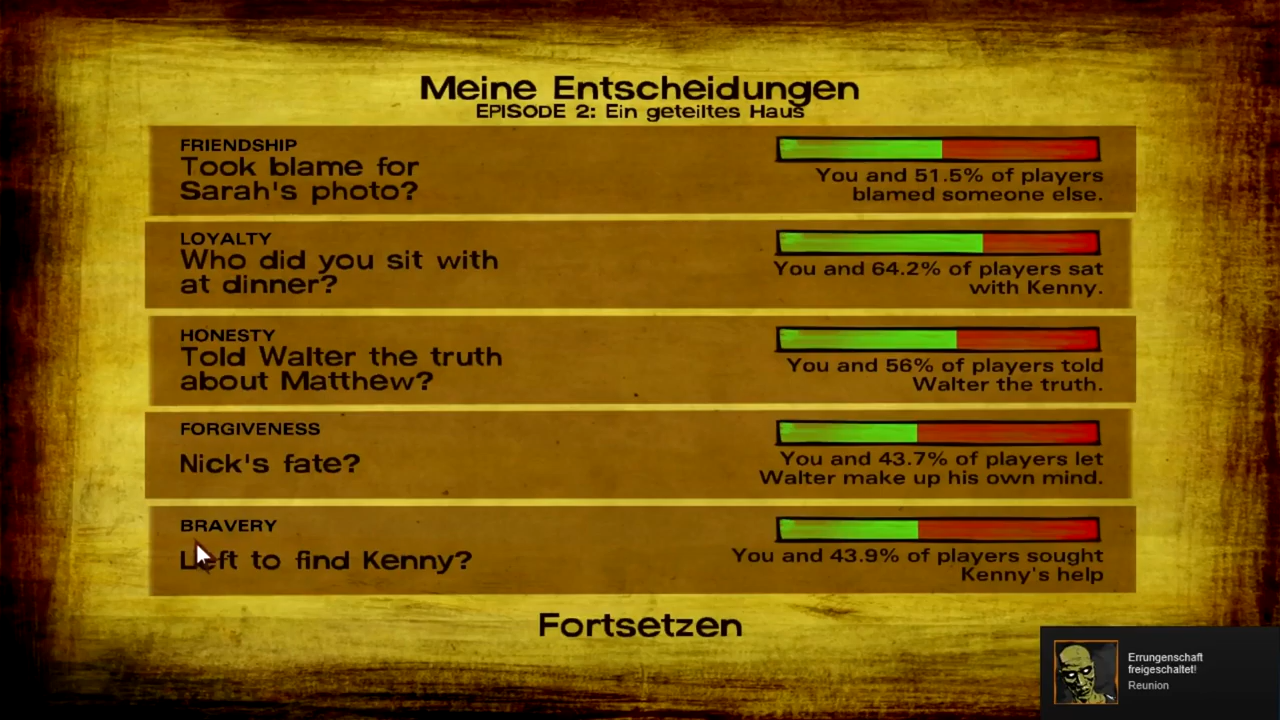 Meine Entscheidungen
EPISODE 2: Ein geteiltes Haus
FRIENDSHIP
Took blame for
Sarah's photo?
You and 51.5% of players
blamed someone else.
LOYALTY
Who did you sit with
at dinner?
You and 64.2% of players sat
with Kenny.
HONESTY
Told Walter the truth
about Matthew?
You and 56% of players told
Walter the truth.
FORGIVENESS
Nick's fate?
You and 43.7% of players let
Walter make up his own mind.
BRAVERY
Left to find Kenny?
You and 43.9% of players sought
Kenny's help
Fortsetzen
Errungenschaft
freigeschaltet!
Reunion